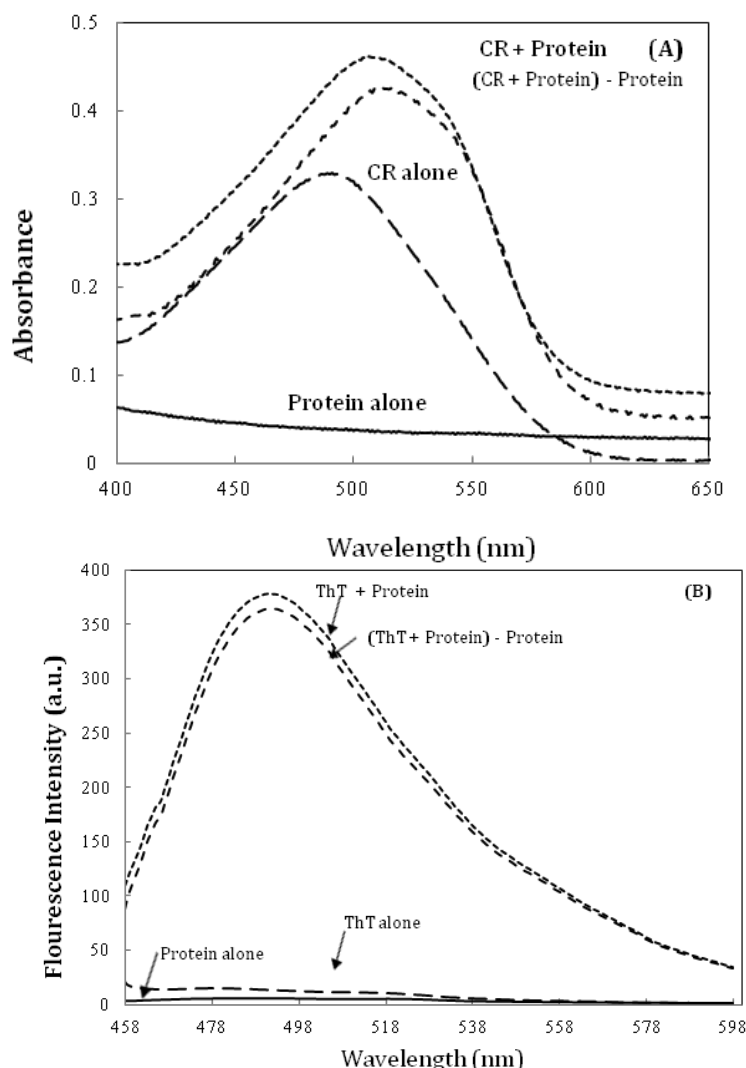 0.5
CR + Protein (A)
(CR + Protein) - Protein
0.4
CR alone
0.3
Absorbance
0.2
Protein alone
0.1
0
400 450 500 550 600 650
Wavelength (nm)
400
ThT + Protein (B)
350
(ThT + Protein) - Protein
300
250
Flourescence Intensity (a.u.)
200
150
100
ThT alone
50
Protein alone
0
458 478 498 518 538 558 578 598
Wavelength (nm)